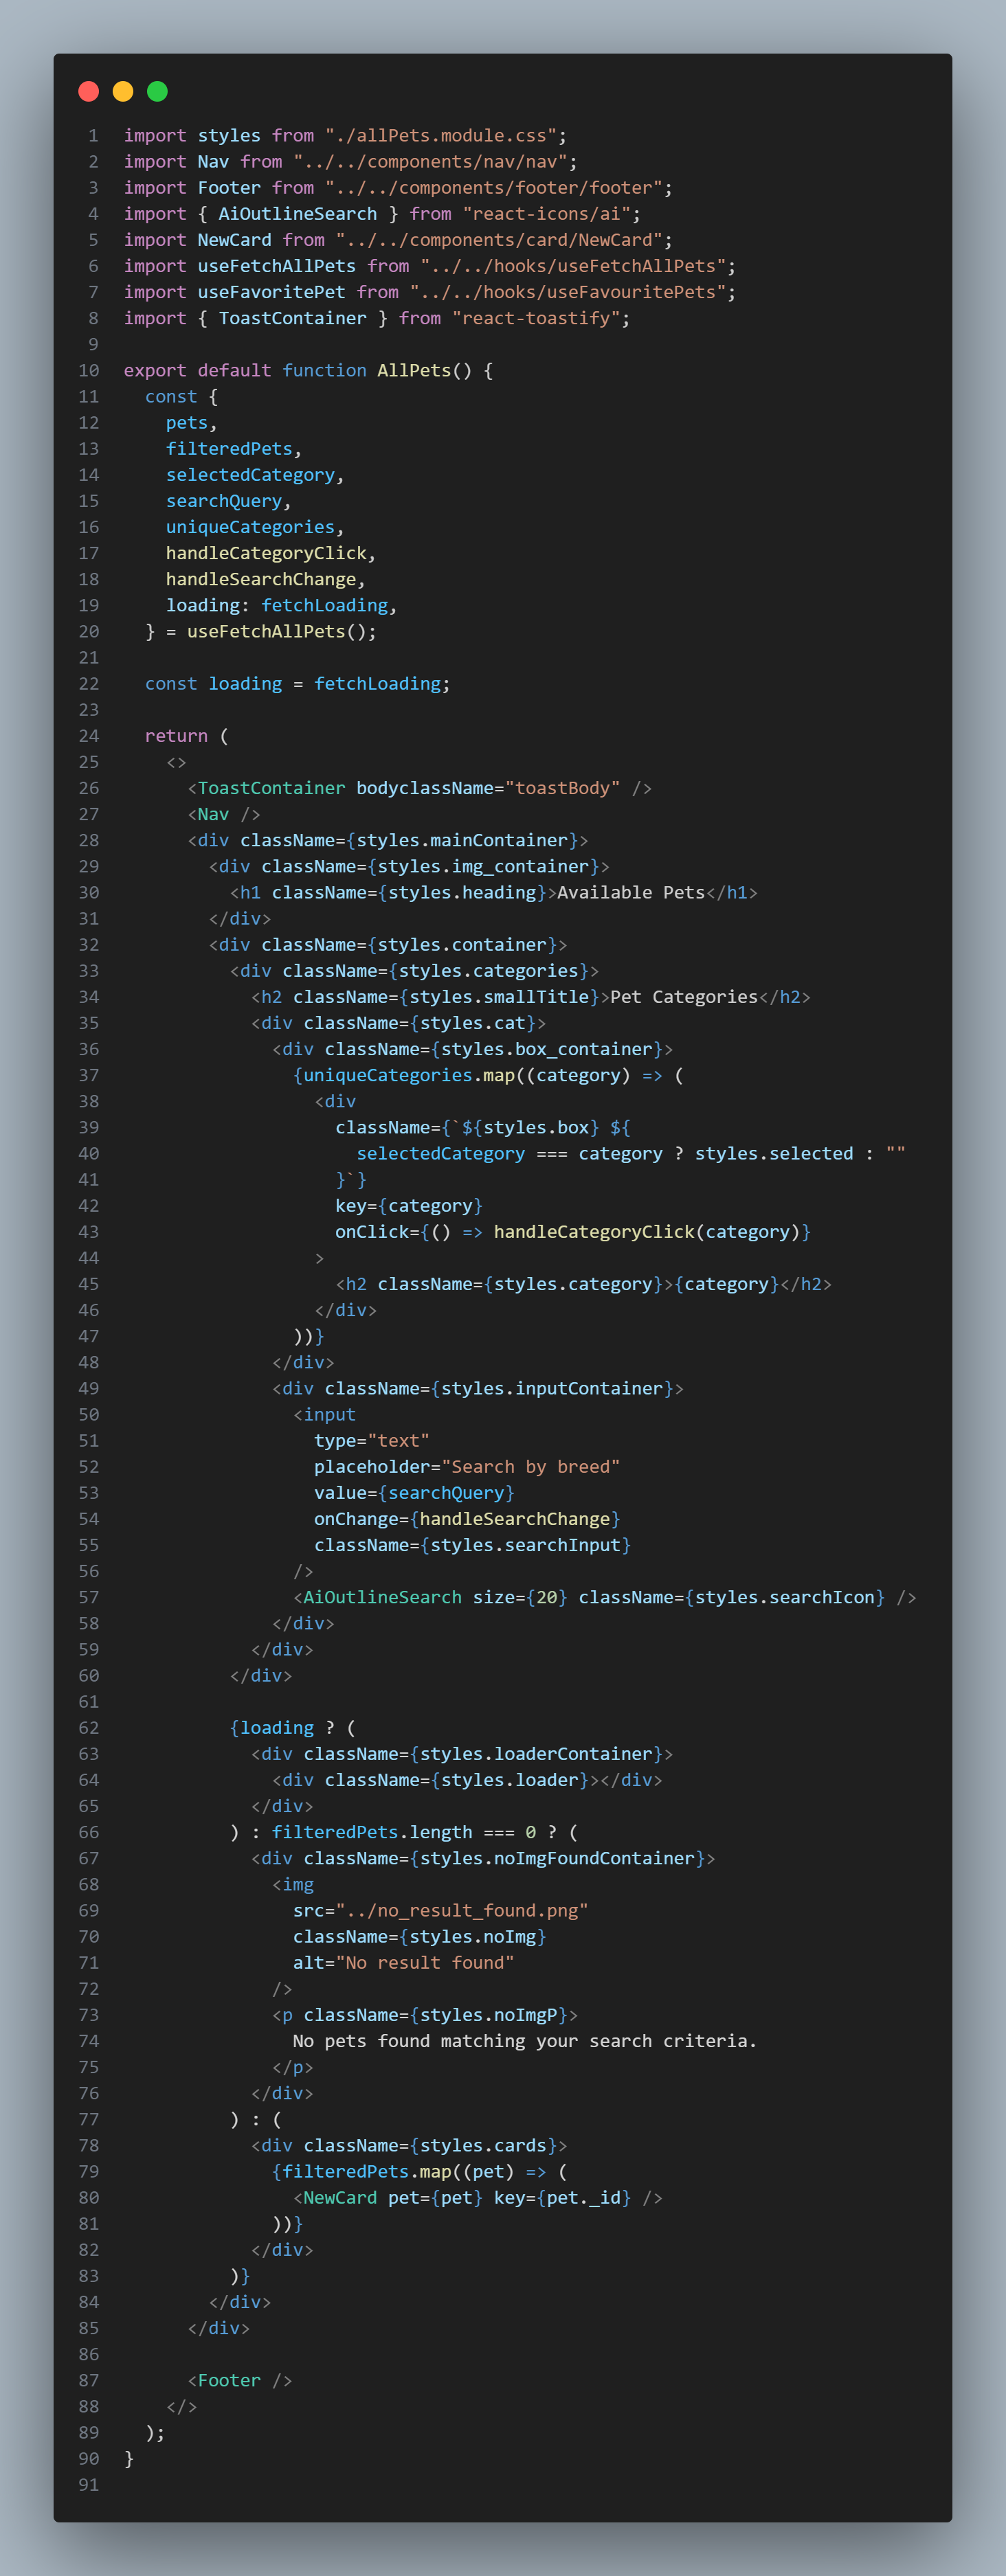 1 import styles from "./allPets.module.css";
2 import Nav from "../../components/nav/nav";
3 import Footer from "../../components/footer/footer";
4 import { AiOutlineSearch } from "react-icons/ai";
5 import NewCard from "../../components/card/NewCard";
6 import useFetchAllPets from "../../hooks/useFetchAllPets";
7 import useFavoritePet from "../../hooks/useFavouritePets";
8 import { ToastContainer } from "react-toastify";
9
10 export default function AllPets() {
11   const {
12     pets,
13     filteredPets,
14     selectedCategory,
15     searchQuery,
16     uniqueCategories,
17     handleCategoryClick,
18     handleSearchChange,
19     loading: fetchLoading,
20   } = useFetchAllPets();
21
22   const loading = fetchLoading;
23
24   return (
25     <>
26       <ToastContainer bodyclassName="toastBody" />
27       <Nav />
28       <div className={styles.mainContainer}>
29         <div className={styles.img_container}>
30           <h1 className={styles.heading}>Available Pets</h1>
31         </div>
32         <div className={styles.container}>
33           <div className={styles.categories}>
34             <h2 className={styles.smallTitle}>Pet Categories</h2>
35             <div className={styles.cat}>
36               <div className={styles.box_container}>
37                 {uniqueCategories.map((category) => (
38                   <div
39                     className={`${styles.box} ${
40                       selectedCategory === category ? styles.selected : ""
41                     }`}
42                     key={category}
43                     onClick={() => handleCategoryClick(category)}
44                   >
45                     <h2 className={styles.category}>{category}</h2>
46                   </div>
47                 ))}
48               </div>
49               <div className={styles.inputContainer}>
50                 <input
51                   type="text"
52                   placeholder="Search by breed"
53                   value={searchQuery}
54                   onChange={handleSearchChange}
55                   className={styles.searchInput}
56                 />
57                 <AiOutlineSearch size={20} className={styles.searchIcon} />
58               </div>
59             </div>
60           </div>
61
62           {loading ? (
63             <div className={styles.loaderContainer}>
64               <div className={styles.loader}></div>
65             </div>
66           ) : filteredPets.length === 0 ? (
67             <div className={styles.noImgFoundContainer}>
68               <img
69                 src="../no_result_found.png"
70                 className={styles.noImg}
71                 alt="No result found"
72               />
73               <p className={styles.noImgP}>
74                 No pets found matching your search criteria.
75               </p>
76             </div>
77           ) : (
78             <div className={styles.cards}>
79               {filteredPets.map((pet) => (
80                 <NewCard pet={pet} key={pet._id} />
81               ))}
82             </div>
83           )}
84         </div>
85       </div>
86
87       <Footer />
88     </>
89   );
90 }
91